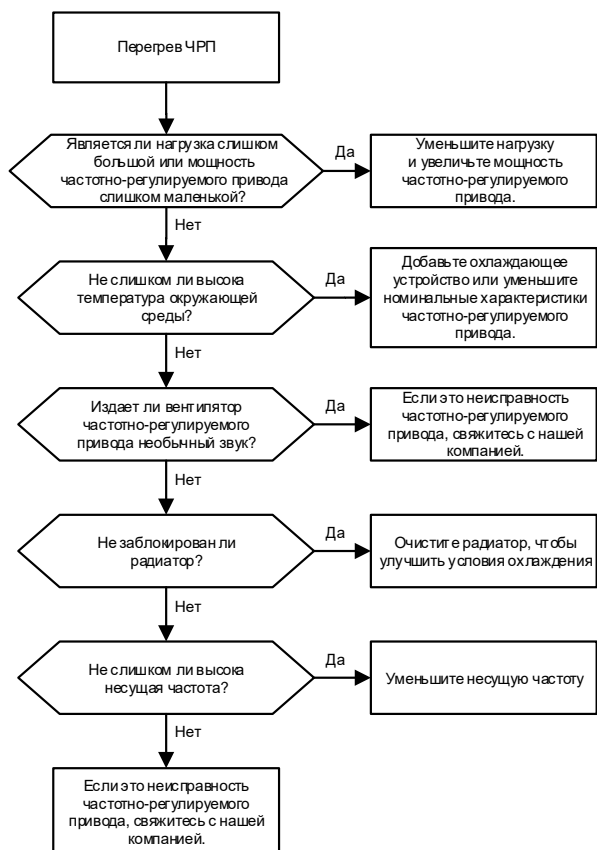 Перегрев ЧРП
Является ли нагрузка слишком
большой или мощность
частотно-регулируемого привода
слишком маленькой?
Да
Уменьшите нагрузку
и увеличьте мощность
частотно-регулируемого
привода.
Нет
Не слишком ли высока
температура окружающей
среды?
Да
Добавьте охлаждающее
устройство или уменьшите
номинальные характеристики
частотно-регулируемого
привода.
Нет
Издает ли вентилятор
частотно-регулируемого
привода необычный звук?
Да
Если это неисправность
частотно-регулируемого
привода, свяжитесь с нашей
компанией.
Нет
Не заблокирован ли
радиатор?
Да
Очистите радиатор, чтобы
улучшить условия охлаждения
Нет
Не слишком ли высока
несущая частота?
Да
Уменьшите несущую частоту
Нет
Если это неисправность
частотно-регулируемого
привода, свяжитесь с нашей
компанией.